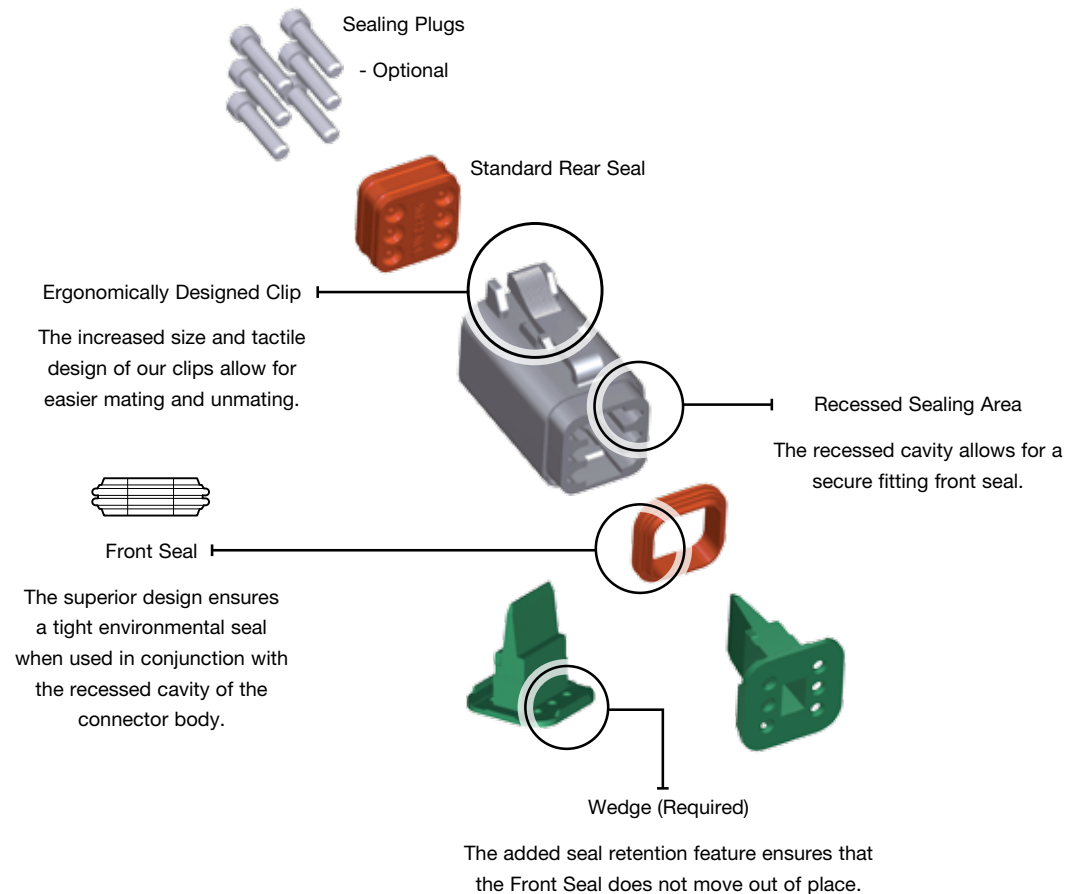 Sealing Plugs
- Optional
Standard Rear Seal
Ergonomically Designed Clip
The increased size and tactile
design of our clips allow for
easier mating and unmating.
Recessed Sealing Area
The recessed cavity allows for a
secure fitting front seal.
Front Seal
The superior design ensures
a tight environmental seal
when used in conjunction with
the recessed cavity of the
connector body.
Wedge (Required)
The added seal retention feature ensures that
the Front Seal does not move out of place.